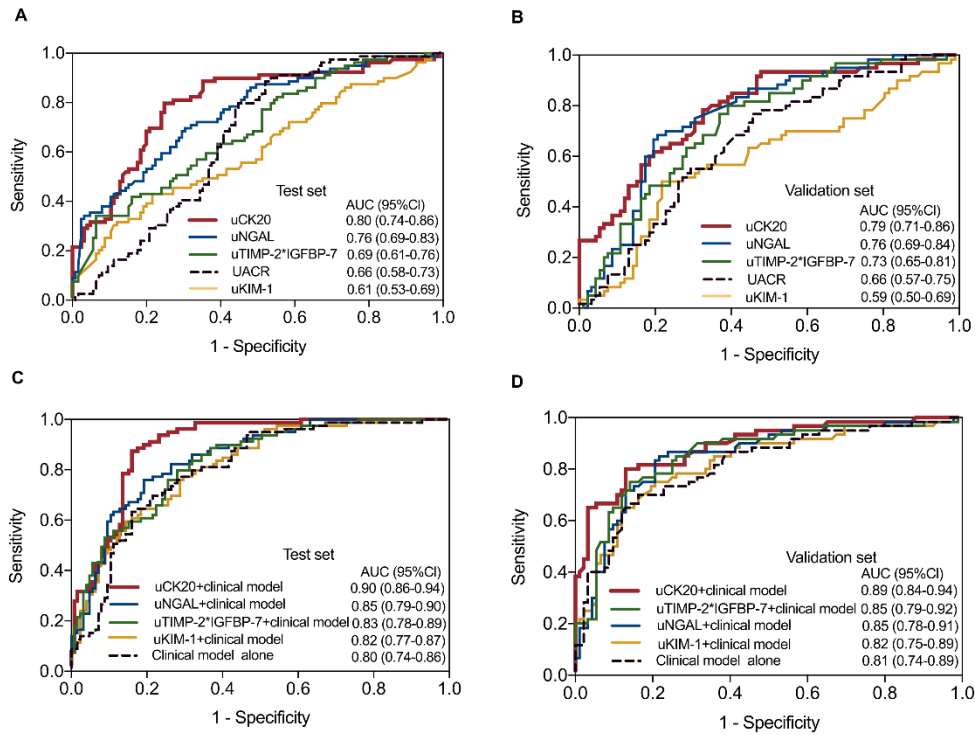 A
1.0
0.8
0.6
0.4
0.2
0.0
Sensitivity
0.0 0.2 0.4 0.6 0.8 1.0
1 - Specificity
Test set
AUC (95%CI)
uCK20 0.80 (0.74-0.86)
uNGAL 0.76 (0.69-0.83)
uTIMP-2*IGFBP-7 0.69 (0.61-0.76)
UACR 0.66 (0.58-0.73)
uKIM-1 0.61 (0.53-0.69)
B
1.0
0.8
0.6
0.4
0.2
0.0
Sensitivity
0.0 0.2 0.4 0.6 0.8 1.0
1 - Specificity
Validation set
AUC (95%CI)
uCK20 0.79 (0.71-0.86)
uNGAL 0.76 (0.69-0.84)
uTIMP-2*IGFBP-7 0.73 (0.65-0.81)
UACR 0.66 (0.57-0.75)
uKIM-1 0.59 (0.50-0.69)
C
1.0
0.8
0.6
0.4
0.2
0.0
Sensitivity
0.0 0.2 0.4 0.6 0.8 1.0
1 - Specificity
Test set
AUC (95%CI)
uCK20+clinical model 0.90 (0.86-0.94)
uNGAL+clinical model 0.85 (0.79-0.90)
uTIMP-2*IGFBP-7+clinical model 0.83 (0.78-0.89)
uKIM-1+clinical model 0.82 (0.77-0.87)
Clinical model alone 0.80 (0.74-0.86)
D
1.0
0.8
0.6
0.4
0.2
0.0
Sensitivity
0.0 0.2 0.4 0.6 0.8 1.0
1 - Specificity
Validation set
AUC (95%CI)
uCK20+clinical model 0.89 (0.84-0.94)
uTIMP-2*IGFBP-7+clinical model 0.85 (0.79-0.92)
uNGAL+clinical model 0.85 (0.78-0.91)
uKIM-1+clinical model 0.82 (0.75-0.89)
Clinical model alone 0.81 (0.74-0.89)